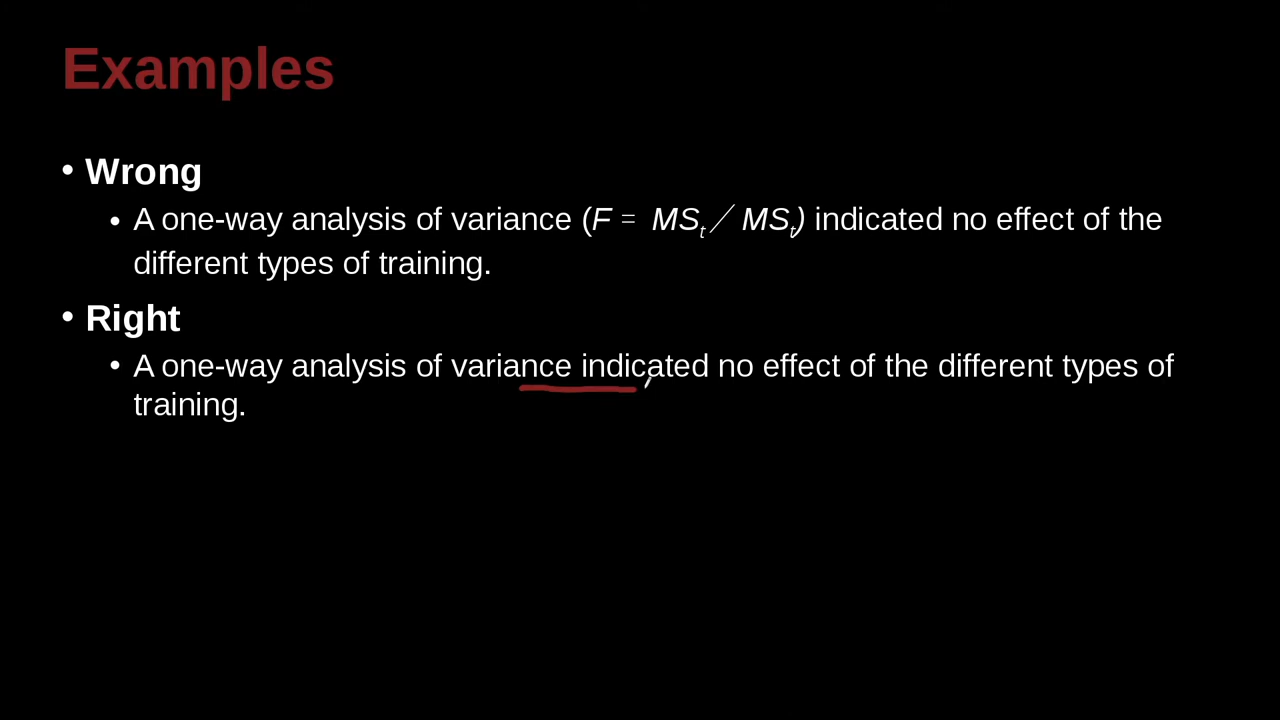 Examples
• Wrong
• A one-way analysis of variance (F = MSt / MSt) indicated no effect of the
different types of training.
• Right
• A one-way analysis of variance indicated no effect of the different types of
training.